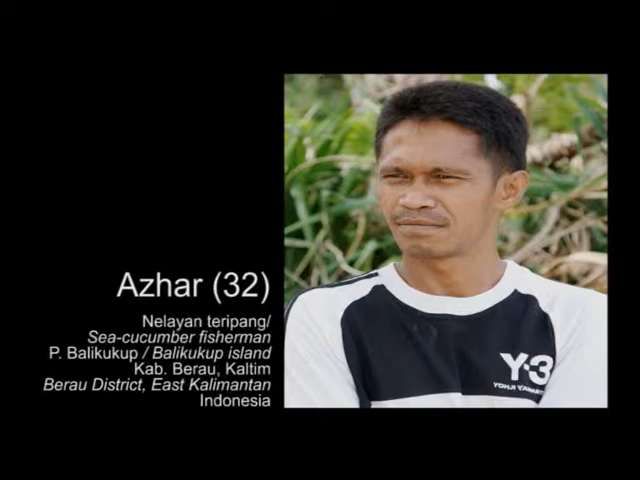 Azhar (32)
Nelayan teripang/
Sea-cucumber fisherman
P. Balikukup / Balikukup island
Kab. Berau, Kaltim
Berau District, East Kalimantan
Indonesia
Y-3
YOHJI YAMAMOTO